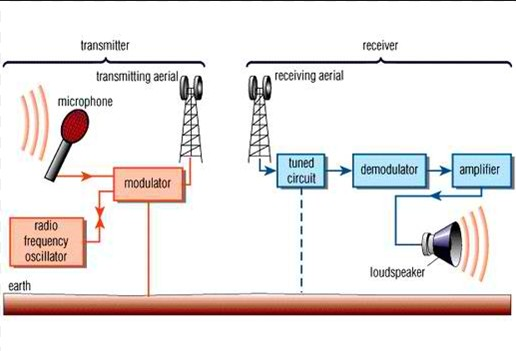 transmitter
receiver
transmitting aerial
receiving aerial
microphone
modulator
tuned
circuit
demodulator
amplifier
radio
frequency
oscillator
loudspeaker
earth